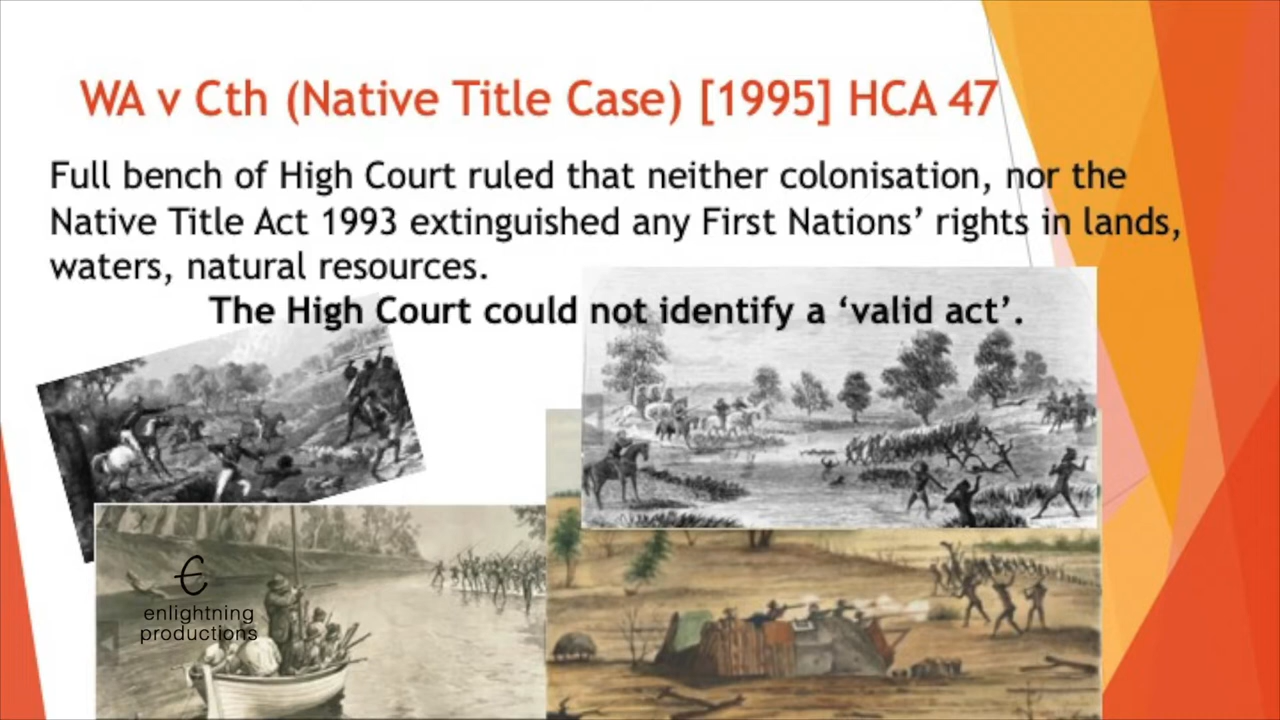 WA v Cth (Native Title Case) [1995] HCA 47
Full bench of High Court ruled that neither colonisation, nor the
Native Title Act 1993 extinguished any First Nations’ rights in lands,
waters, natural resources.
The High Court could not identify a ‘valid act’.
enlightning
productions